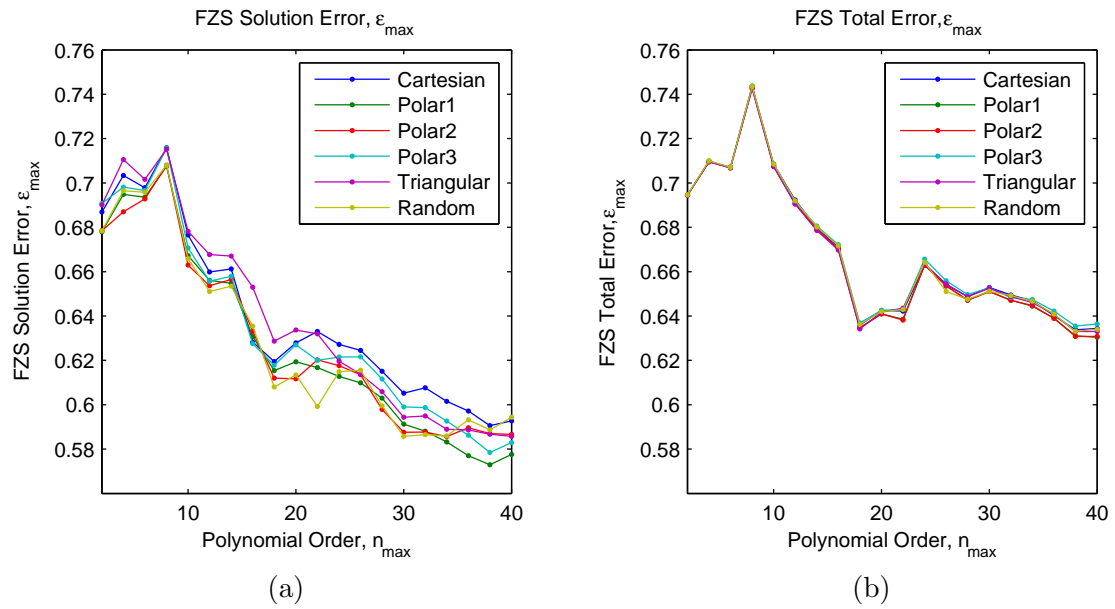 FZS Solution Error, ε_max
0.76
0.74
0.72
0.7
0.68
0.66
0.64
0.62
0.6
0.58
FZS Solution Error, ε_max
Cartesian
Polar1
Polar2
Polar3
Triangular
Random
10
20
30
40
Polynomial Order, n_max
(a)
FZS Total Error,ε_max
0.76
0.74
0.72
0.7
0.68
0.66
0.64
0.62
0.6
0.58
FZS Total Error,ε_max
Cartesian
Polar1
Polar2
Polar3
Triangular
Random
10
20
30
40
Polynomial Order, n_max
(b)